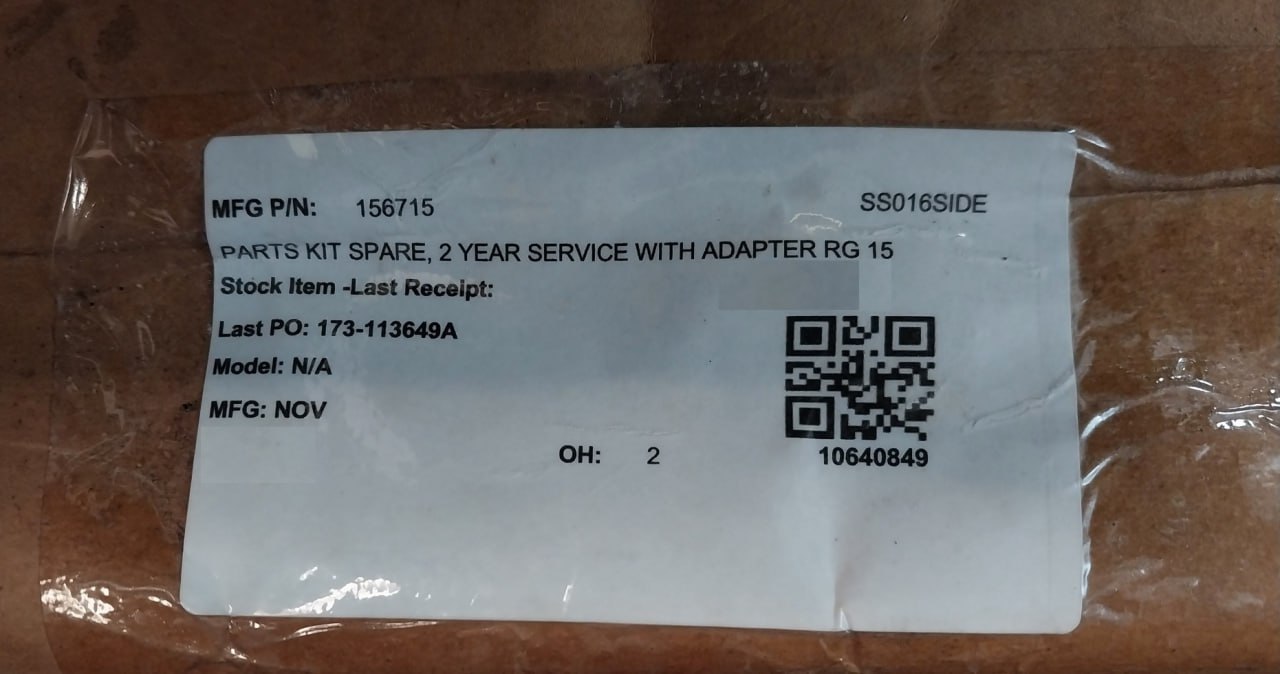 MFG P/N: 156715 SS016SIDE
PARTS KIT SPARE, 2 YEAR SERVICE WITH ADAPTER RG 15
Stock Item -Last Receipt:
Last PO: 173-113649A
Model: N/A
MFG: NOV
OH: 2
10640849